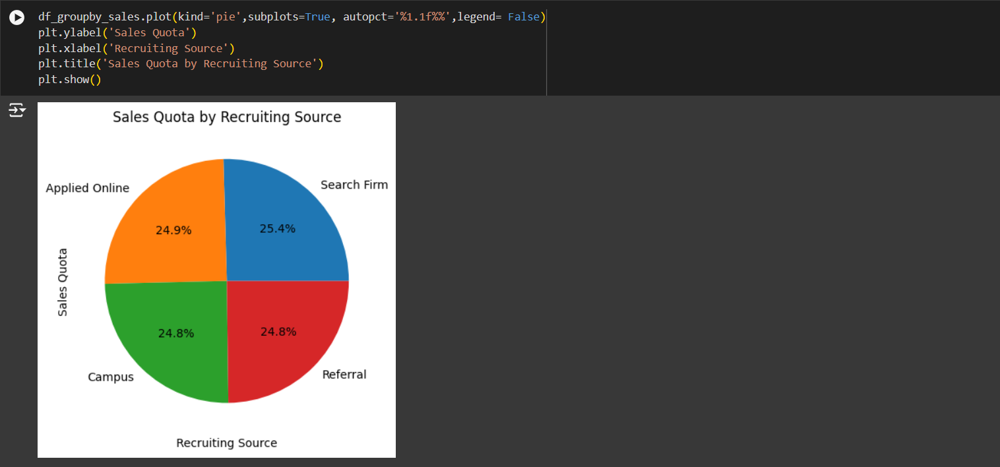 df_groupby_sales.plot(kind='pie',subplots=True, autopct='%1.1f%%',legend= False)
plt.ylabel('Sales Quota')
plt.xlabel('Recruiting Source')
plt.title('Sales Quota by Recruiting Source')
plt.show()
Sales Quota by Recruiting Source
Search Firm
Applied Online
25.4%
24.9%
Sales Quota
24.8%
24.8%
Campus
Referral
Recruiting Source